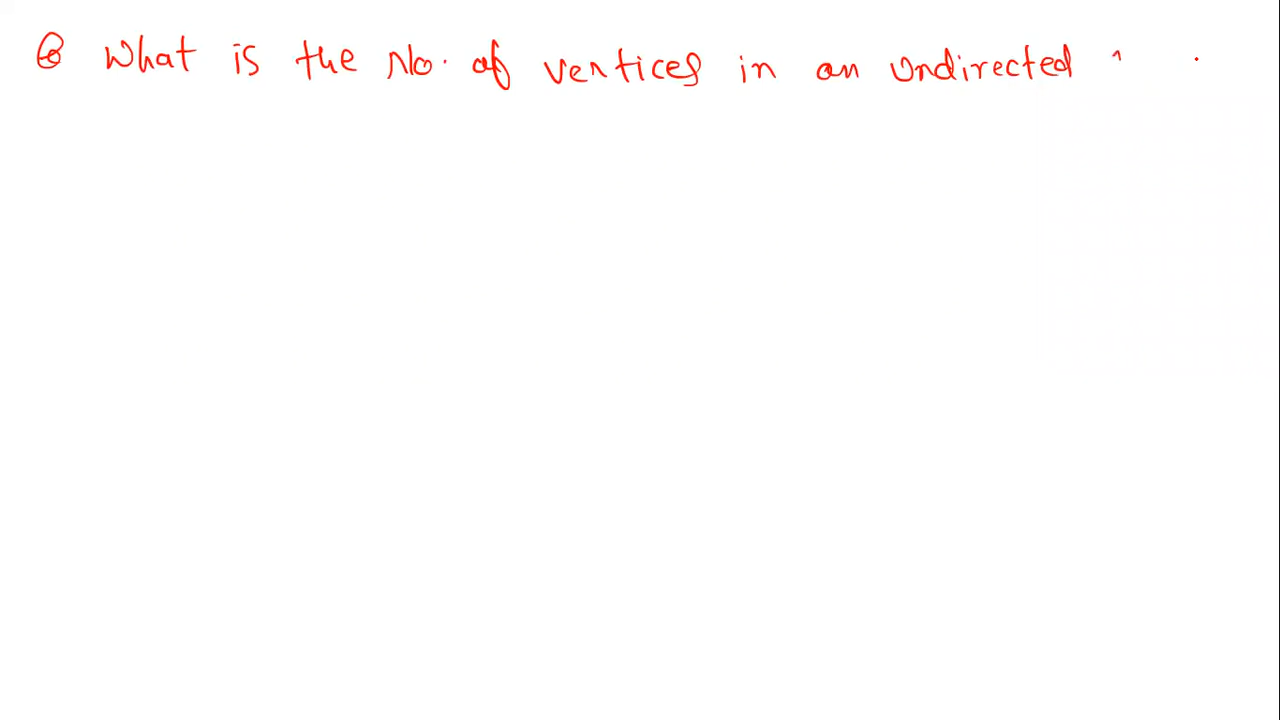 Q What is the No. of vertices in an undirected